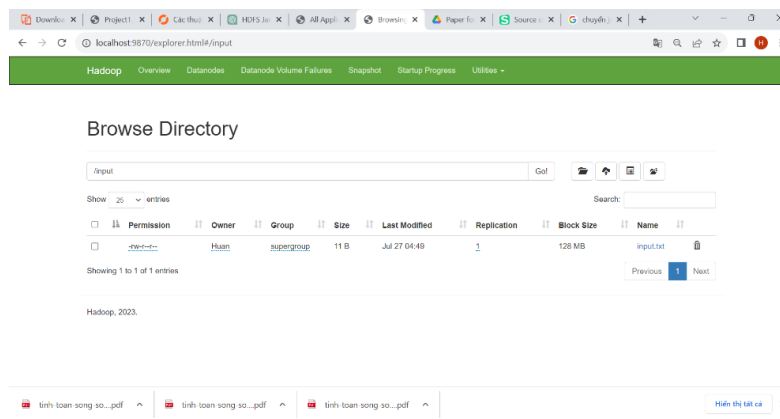 Downloa
Project1
Các thuậ
HDFS Jav
All Appli
Browsing
Paper fo
Source c
chuyển j
localhost:9870/explorer.html#/input
H
Hadoop Overview Datanodes Datanode Volume Failures Snapshot Startup Progress Utilities
Browse Directory
/input Go!
Show 25 entries Search:
Permission Owner Group Size Last Modified Replication Block Size Name
-rw-r--r-- Huan supergroup 11 B Jul 27 04:49 1 128 MB input.txt
Showing 1 to 1 of 1 entries Previous 1 Next
Hadoop, 2023.
tinh-toan-song-so....pdf tinh-toan-song-so....pdf tinh-toan-song-so....pdf Hiển thị tất cả